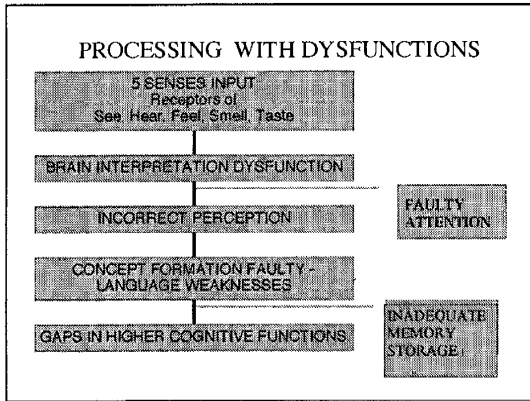 PROCESSING WITH DYSFUNCTIONS
5 SENSES INPUT
Receptors of
See, Hear, Feel, Smell, Taste
BRAIN INTERPRETATION DYSFUNCTION
FAULTY
ATTENTION
INCORRECT PERCEPTION
CONCEPT FORMATION FAULTY -
LANGUAGE WEAKNESSES
INADEQUATE
MEMORY
STORAGE
GAPS IN HIGHER COGNITIVE FUNCTIONS